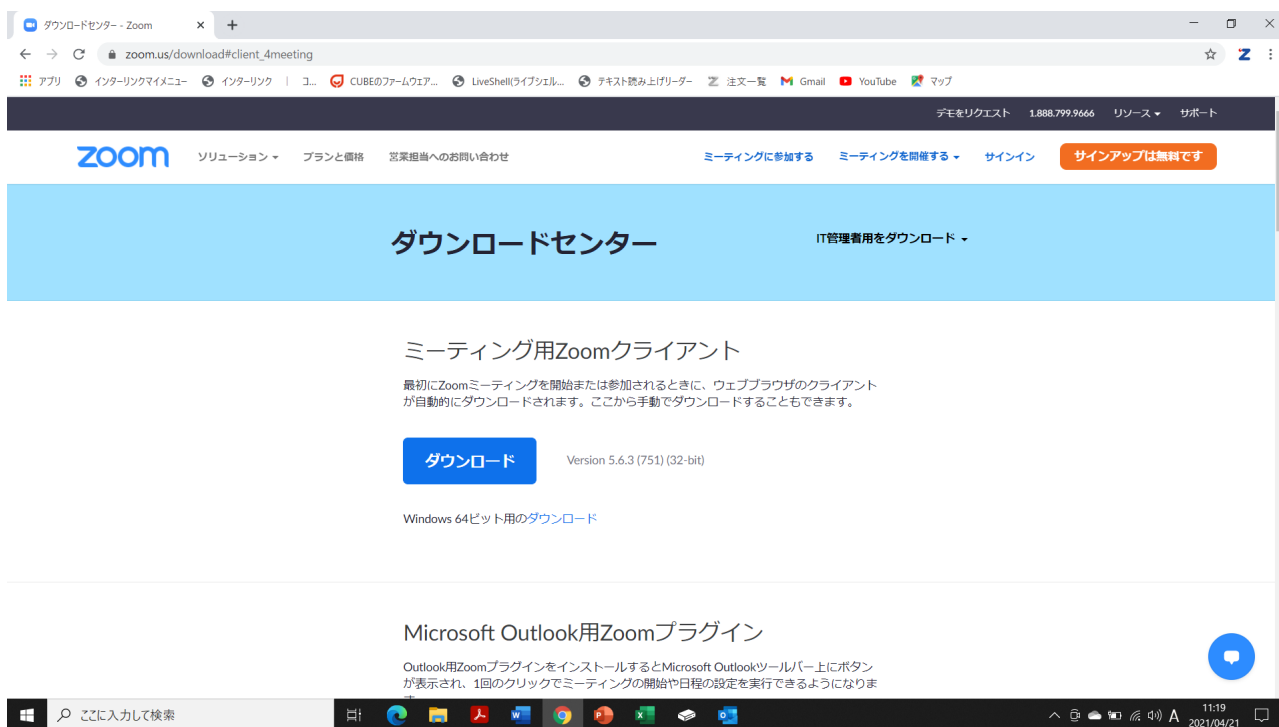 ダウンロードセンター - Zoom
zoom.us/download#client_4meeting
アプリ インターリンクマイメニュー インターリンク | コ... CUBEのファームウェア... LiveShell(ライブシェル... テキスト読み上げリーダー 注文一覧 Gmail YouTube マップ
デモをリクエスト 1.888.799.9666 リソース サポート
zoom ソリューション プランと価格 営業担当へのお問い合わせ ミーティングに参加する ミーティングを開催する サインイン サインアップは無料です
ダウンロードセンター IT管理者用をダウンロード
ミーティング用Zoomクライアント
最初にZoomミーティングを開始または参加されるときに、ウェブブラウザのクライアント
が自動的にダウンロードされます。ここから手動でダウンロードすることもできます。
ダウンロード Version 5.6.3 (751) (32-bit)
Windows 64ビット用のダウンロード
Microsoft Outlook用Zoomプラグイン
Outlook用ZoomプラグインをインストールするとMicrosoft Outlookツールバー上にボタン
が表示され、1回のクリックでミーティングの開始や日程の設定を実行できるようになりま
ここに入力して検索 A 11:19
2021/04/21